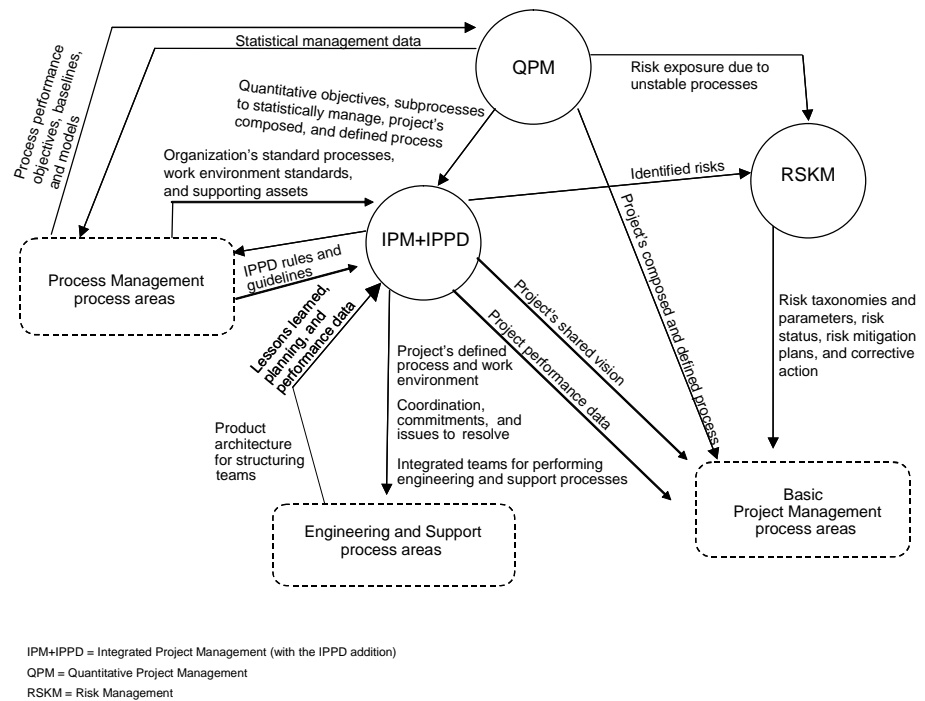 QPM
Statistical management data
Risk exposure due to
unstable processes
Process performance
objectives, baselines,
and models
Quantitative objectives, subprocesses
to statistically manage, project's
composed, and defined process
Organization's standard processes,
work environment standards,
and supporting assets
Identified risks
RSKM
IPM+IPPD
Process Management
process areas
IPPD rules and
guidelines
Lessons learned,
planning, and
performance data
Project's shared vision
Project performance data
Project's composed and defined process
Risk taxonomies and
parameters, risk
status, risk mitigation
plans, and corrective
action
Project's defined
process and work
environment
Coordination,
commitments, and
issues to resolve
Integrated teams for performing
engineering and support processes
Product
architecture
for structuring
teams
Engineering and Support
process areas
Basic
Project Management
process areas
IPM+IPPD = Integrated Project Management (with the IPPD addition)
QPM = Quantitative Project Management
RSKM = Risk Management